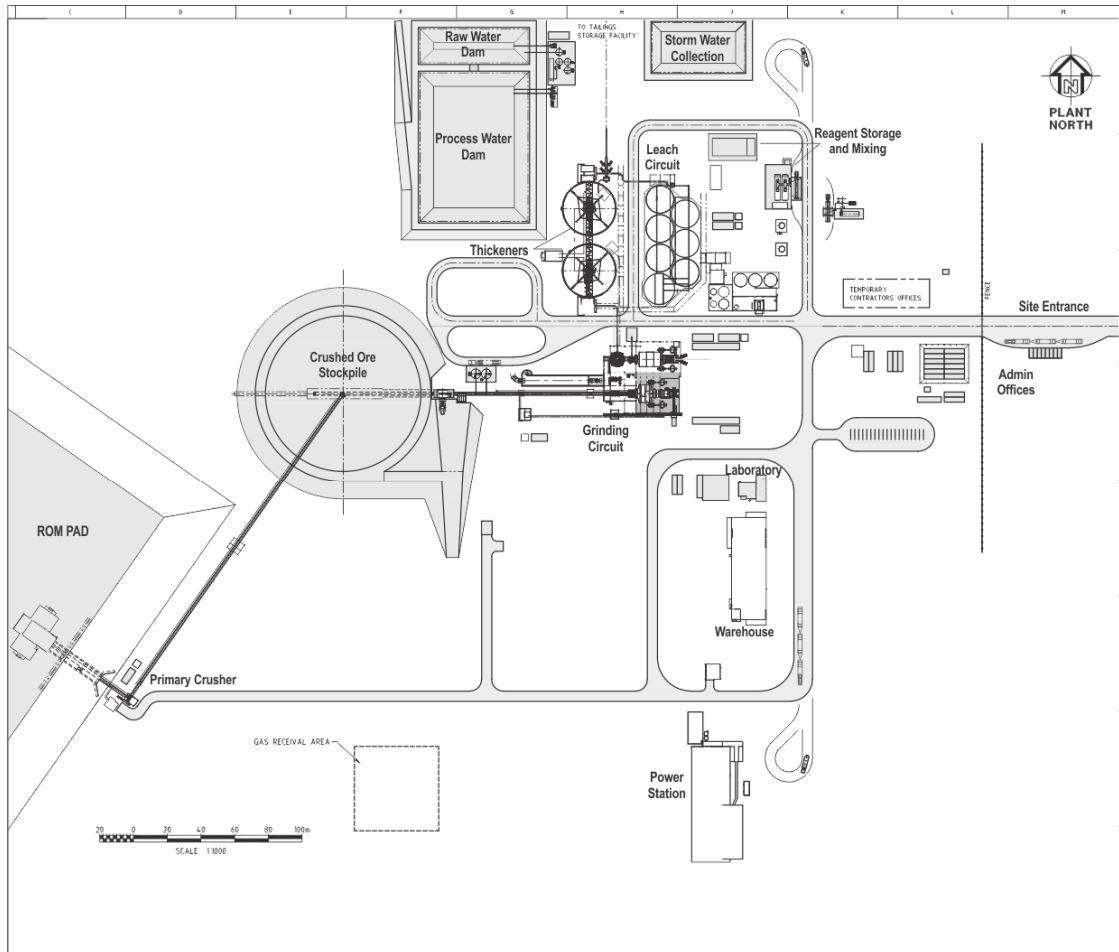 C D E F G H J K L M
TO TAILINGS
STORAGE FACILITY
Raw Water
Dam
Storm Water
Collection
N
PLANT
NORTH
Process Water
Dam
Leach
Circuit
Reagent Storage
and Mixing
Thickeners
TEMPORARY
CONTRACTORS OFFICES
FENCE
Site Entrance
Crushed Ore
Stockpile
Admin
Offices
Grinding
Circuit
Laboratory
ROM PAD
Warehouse
Primary Crusher
GAS RECEIVAL AREA
Power
Station
20 0 20 40 60 80 100m
SCALE 1:1000